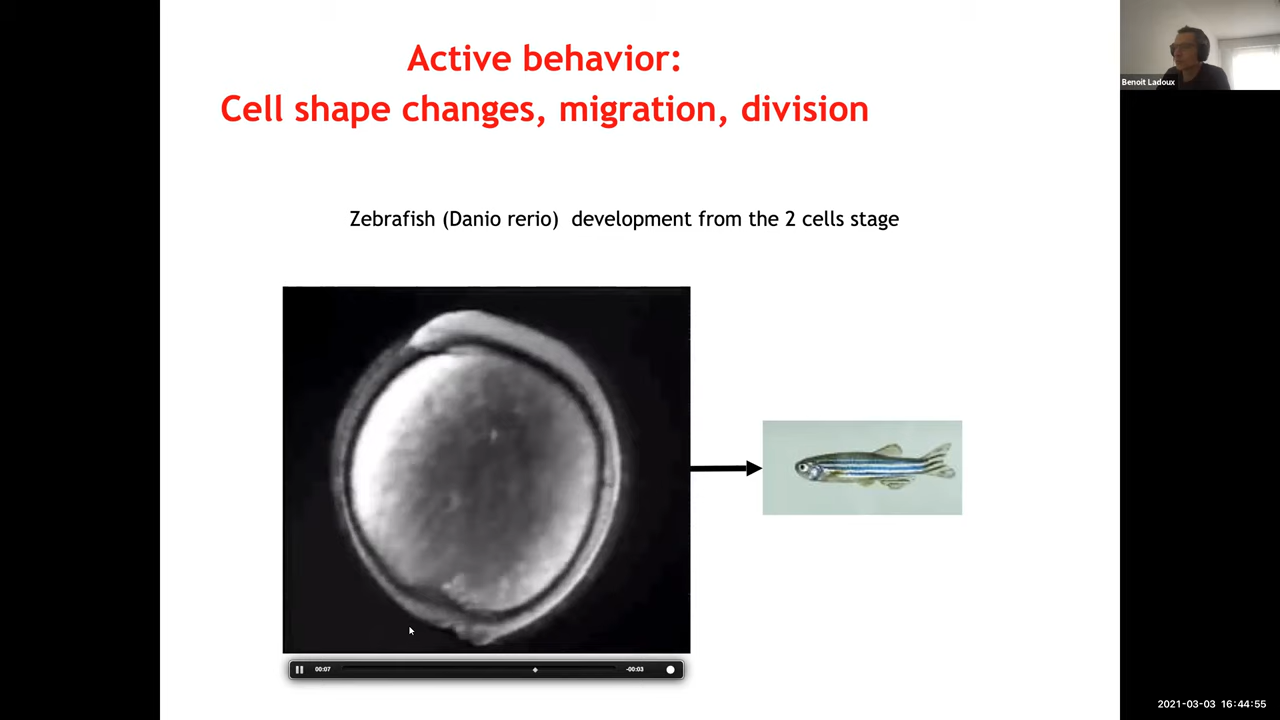 Active behavior:
Cell shape changes, migration, division
Benoit Ladoux
Zebrafish (Danio rerio)  development from the 2 cells stage
00:07
-00:03
2021-03-03 16:44:55